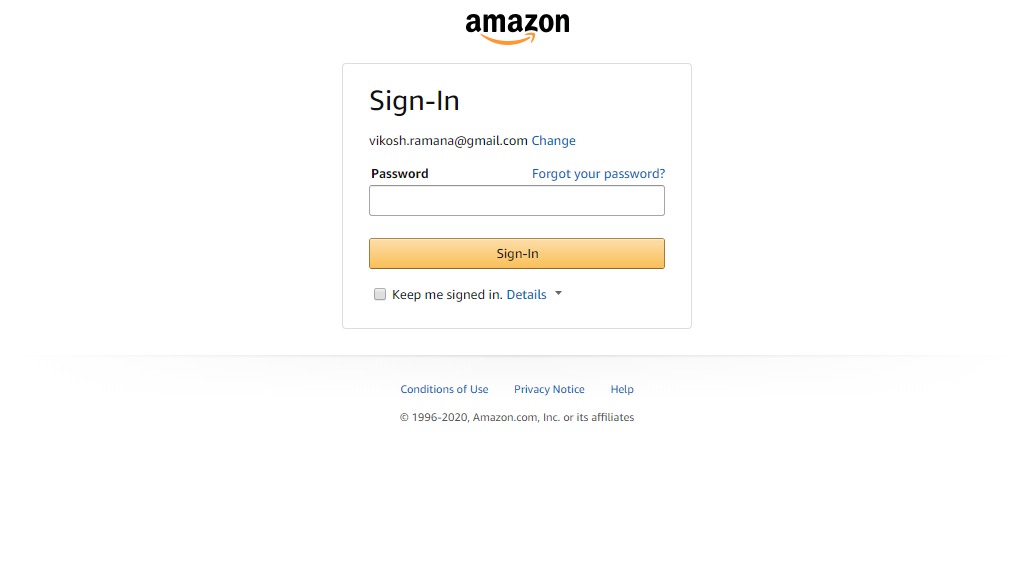 amazon
Sign-In
vikosh.ramana@gmail.com Change
Password Forgot your password?
Sign-In
Keep me signed in. Details
Conditions of Use Privacy Notice Help
© 1996-2020, Amazon.com, Inc. or its affiliates